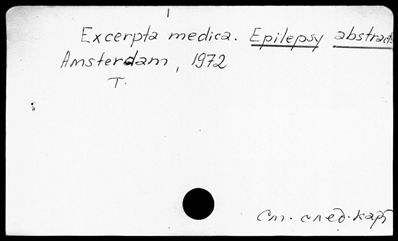 Excerpta medica. Epilepsy abstracts
Amsterdam, 1972
T.
См. след. карт